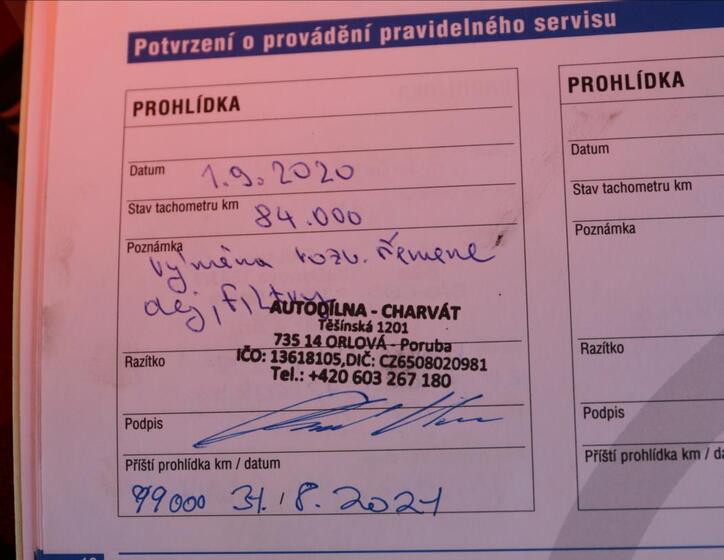 Potvrzení o provádění pravidelného servisu
PROHLÍDKA
Datum 1.9.2020
Stav tachometru km 84.000
Poznámka
Výměna rozv. řemene
olej, filtry
AUTODÍLNA - CHARVÁT
Těšínská 1201
735 14 ORLOVÁ - Poruba
Razítko
IČO: 13618105,DIČ: CZ6508020981
Tel.: +420 603 267 180
Podpis
Příští prohlídka km / datum
99000 31.8.2021
PROHLÍDKA
Datum
Stav tachometru km
Poznámka
Razítko
Podpis
Příští prohlídka km / da